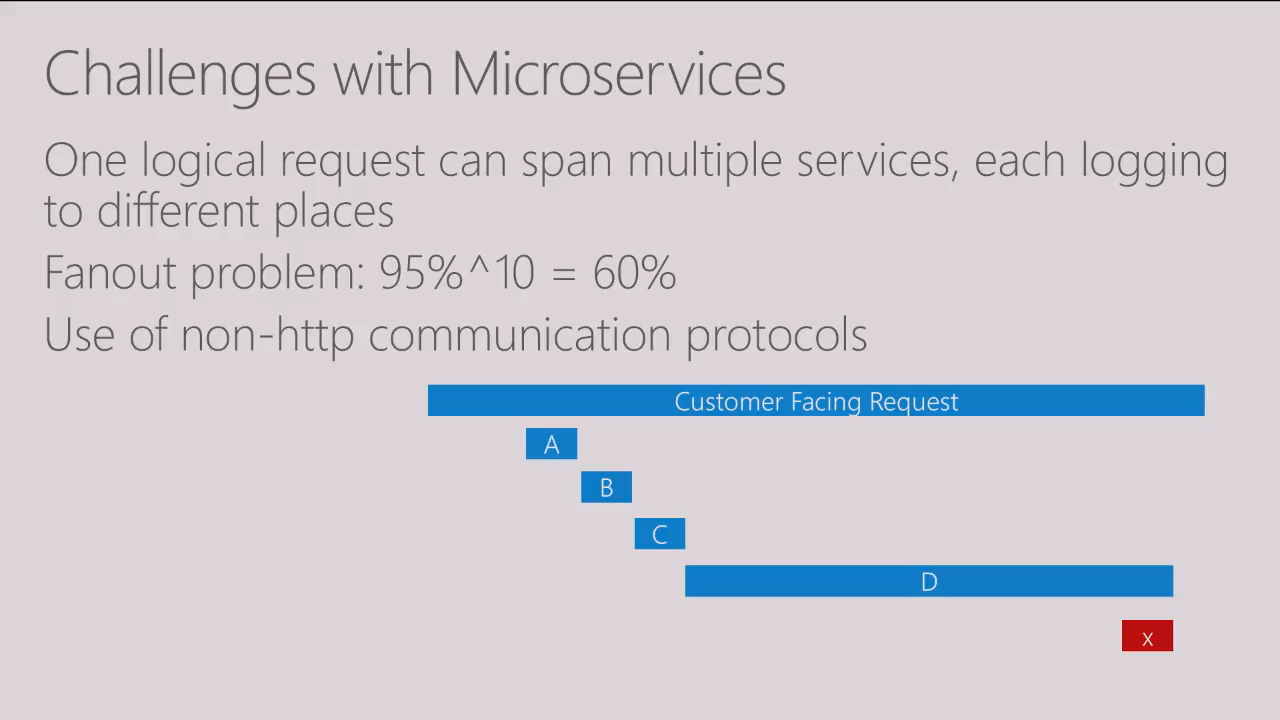 Challenges with Microservices
One logical request can span multiple services, each logging
to different places
Fanout problem: 95%^10 = 60%
Use of non-http communication protocols
Customer Facing Request
A
B
C
D
x